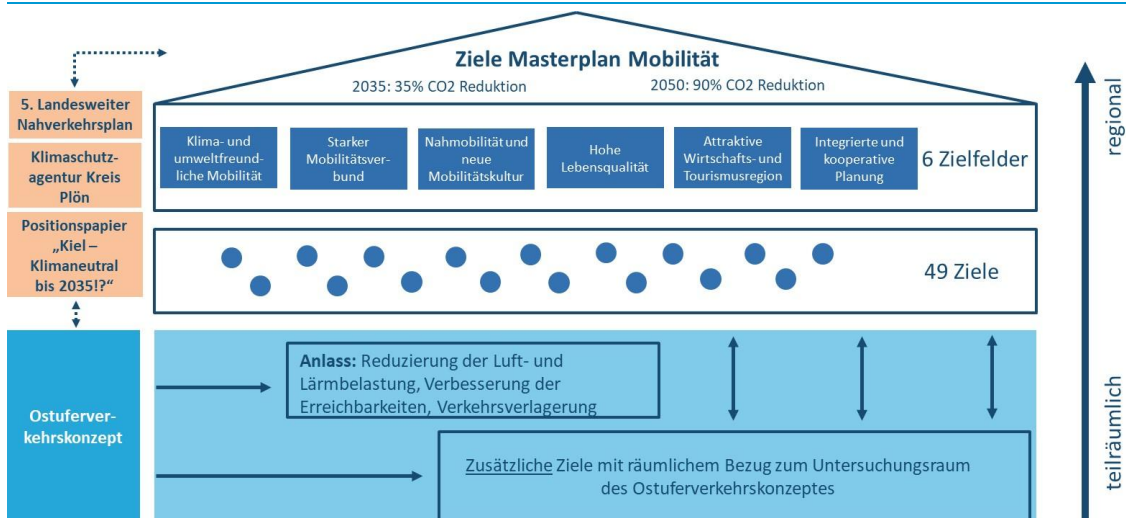 Ziele Masterplan Mobilität
2035: 35% CO2 Reduktion
2050: 90% CO2 Reduktion
5. Landesweiter
Nahverkehrsplan
Klimaschutz-
agentur Kreis
Plön
Positionspapier
„Kiel –
Klimaneutral
bis 2035!?“
Klima- und
umweltfreund-
liche Mobilität
Starker
Mobilitätsver-
bund
Nahmobilität und
neue
Mobilitätskultur
Hohe
Lebensqualität
Attraktive
Wirtschafts- und
Tourismusregion
Integrierte und
kooperative
Planung
6 Zielfelder
49 Ziele
Ostuferver-
kehrskonzept
Anlass: Reduzierung der Luft- und
Lärmbelastung, Verbesserung der
Erreichbarkeiten, Verkehrsverlagerung
Zusätzliche Ziele mit räumlichem Bezug zum Untersuchungsraum
des Ostuferverkehrskonzeptes
regional
teilräumlich